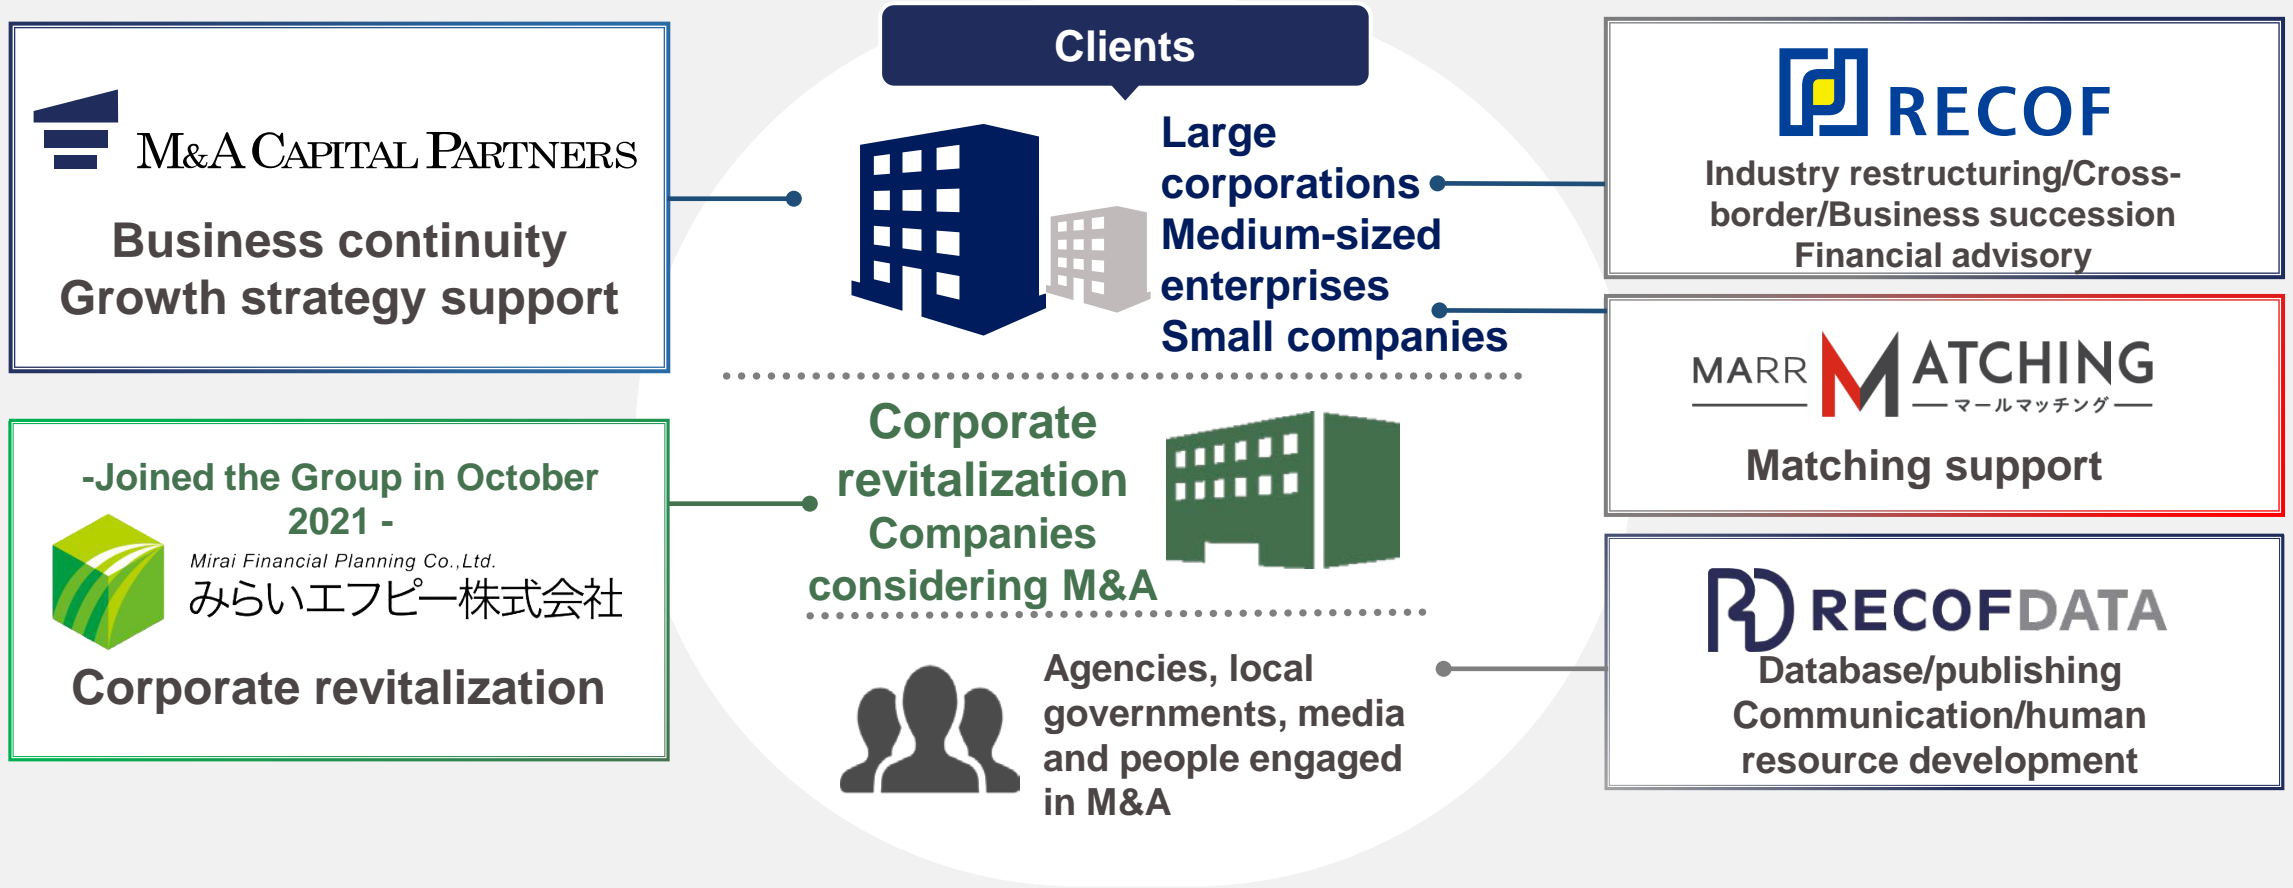 Clients
M&A CAPITAL PARTNERS
Business continuity
Growth strategy support
-Joined the Group in October
2021 -
Mirai Financial Planning Co.,Ltd.
みらいエフピー株式会社
Corporate revitalization
Large
corporations
Medium-sized
enterprises
Small companies
Corporate
revitalization
Companies
considering M&A
Agencies, local
governments, media
and people engaged
in M&A
RECOF
Industry restructuring/Cross-
border/Business succession
Financial advisory
MARR MATCHING
マールマッチング
Matching support
RECOFDATA
Database/publishing
Communication/human
resource development